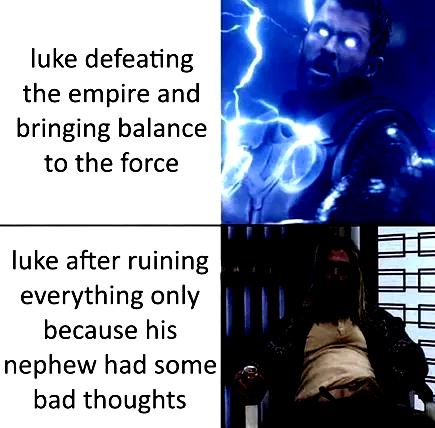 luke defeating
the empire and
bringing balance
to the force
luke after ruining
everything only
because his
nephew had some
bad thoughts